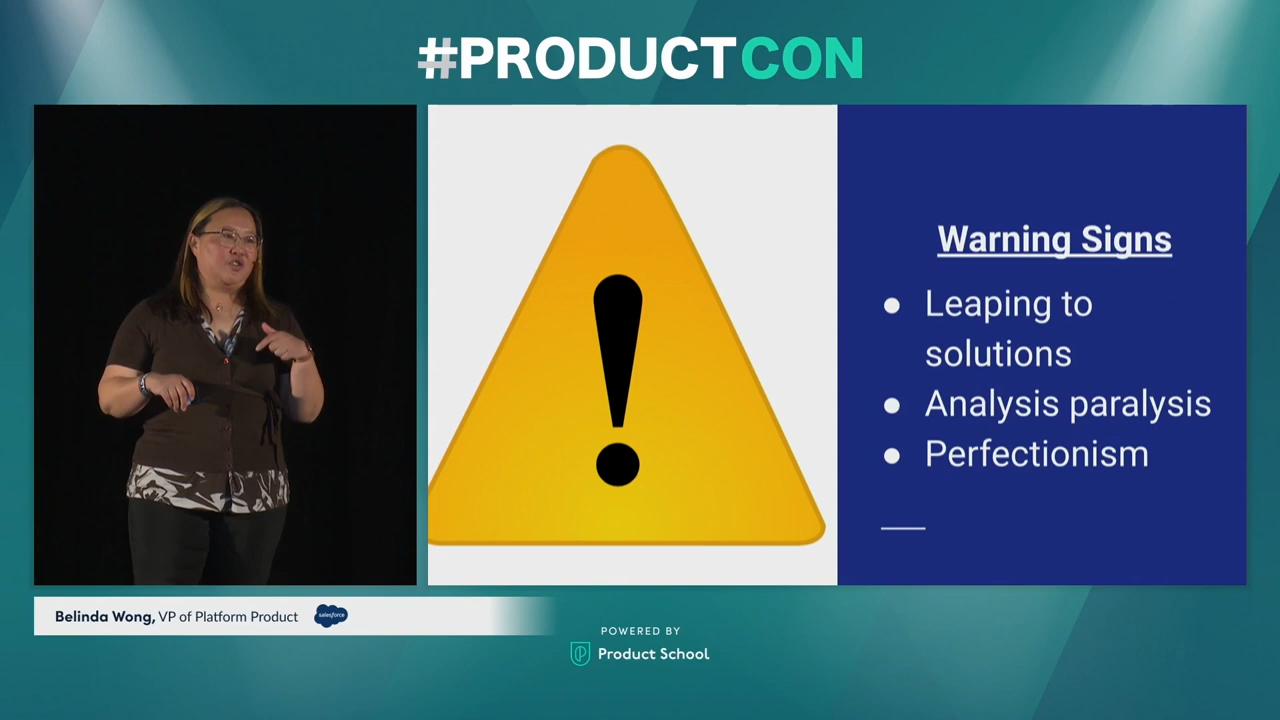 #PRODUCTCON
Warning Signs
● Leaping to
solutions
● Analysis paralysis
● Perfectionism
Belinda Wong, VP of Platform Product
salesforce
POWERED BY
Product School